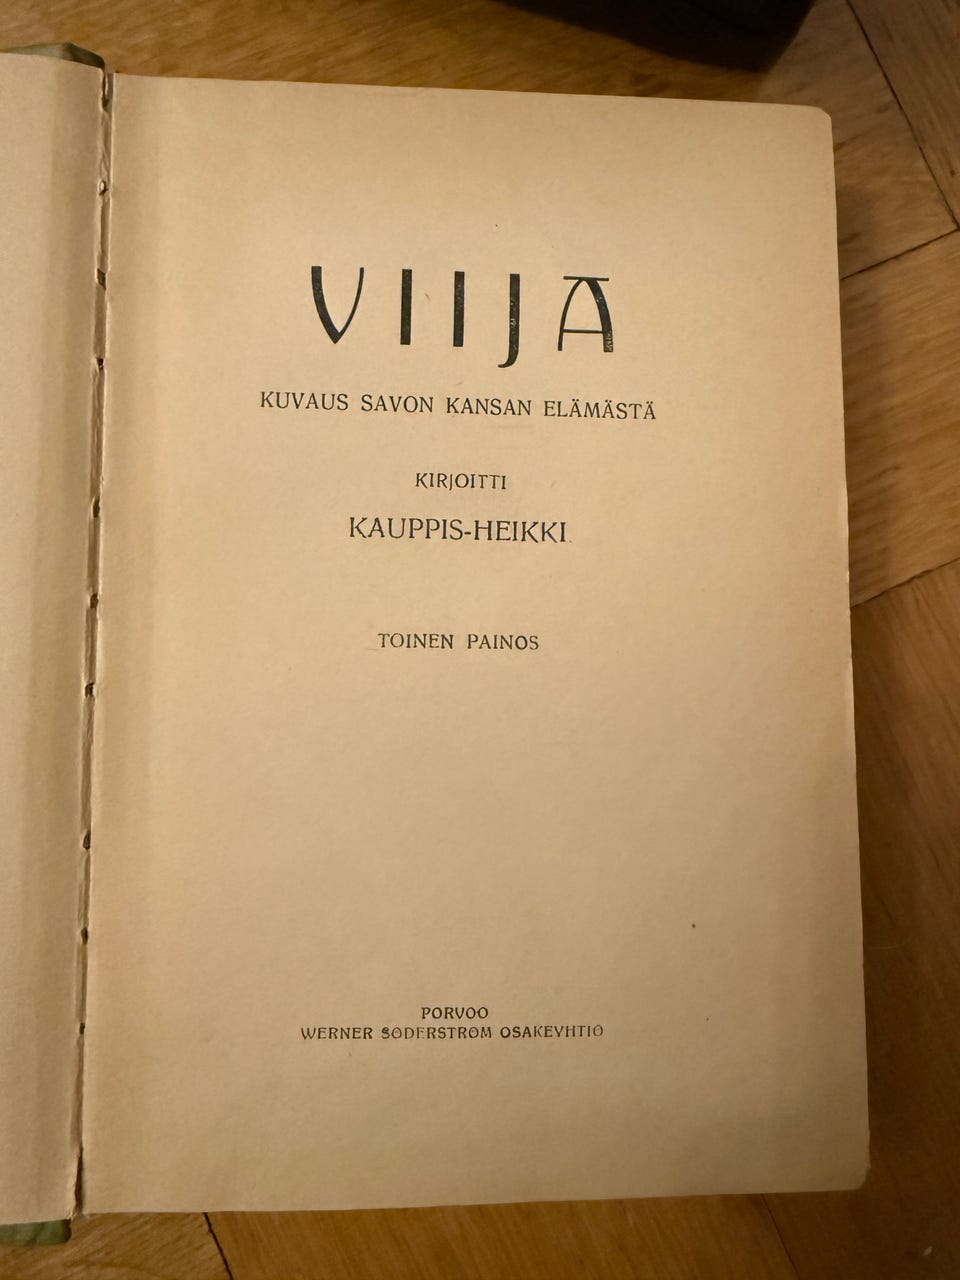 VIIJA
KUVAUS SAVON KANSAN ELÄMÄSTÄ
KIRJOITTI
KAUPPIS-HEIKKI
TOINEN PAINOS
PORVOO
WERNER SÖDERSTRÖM OSAKEYHTIÖ